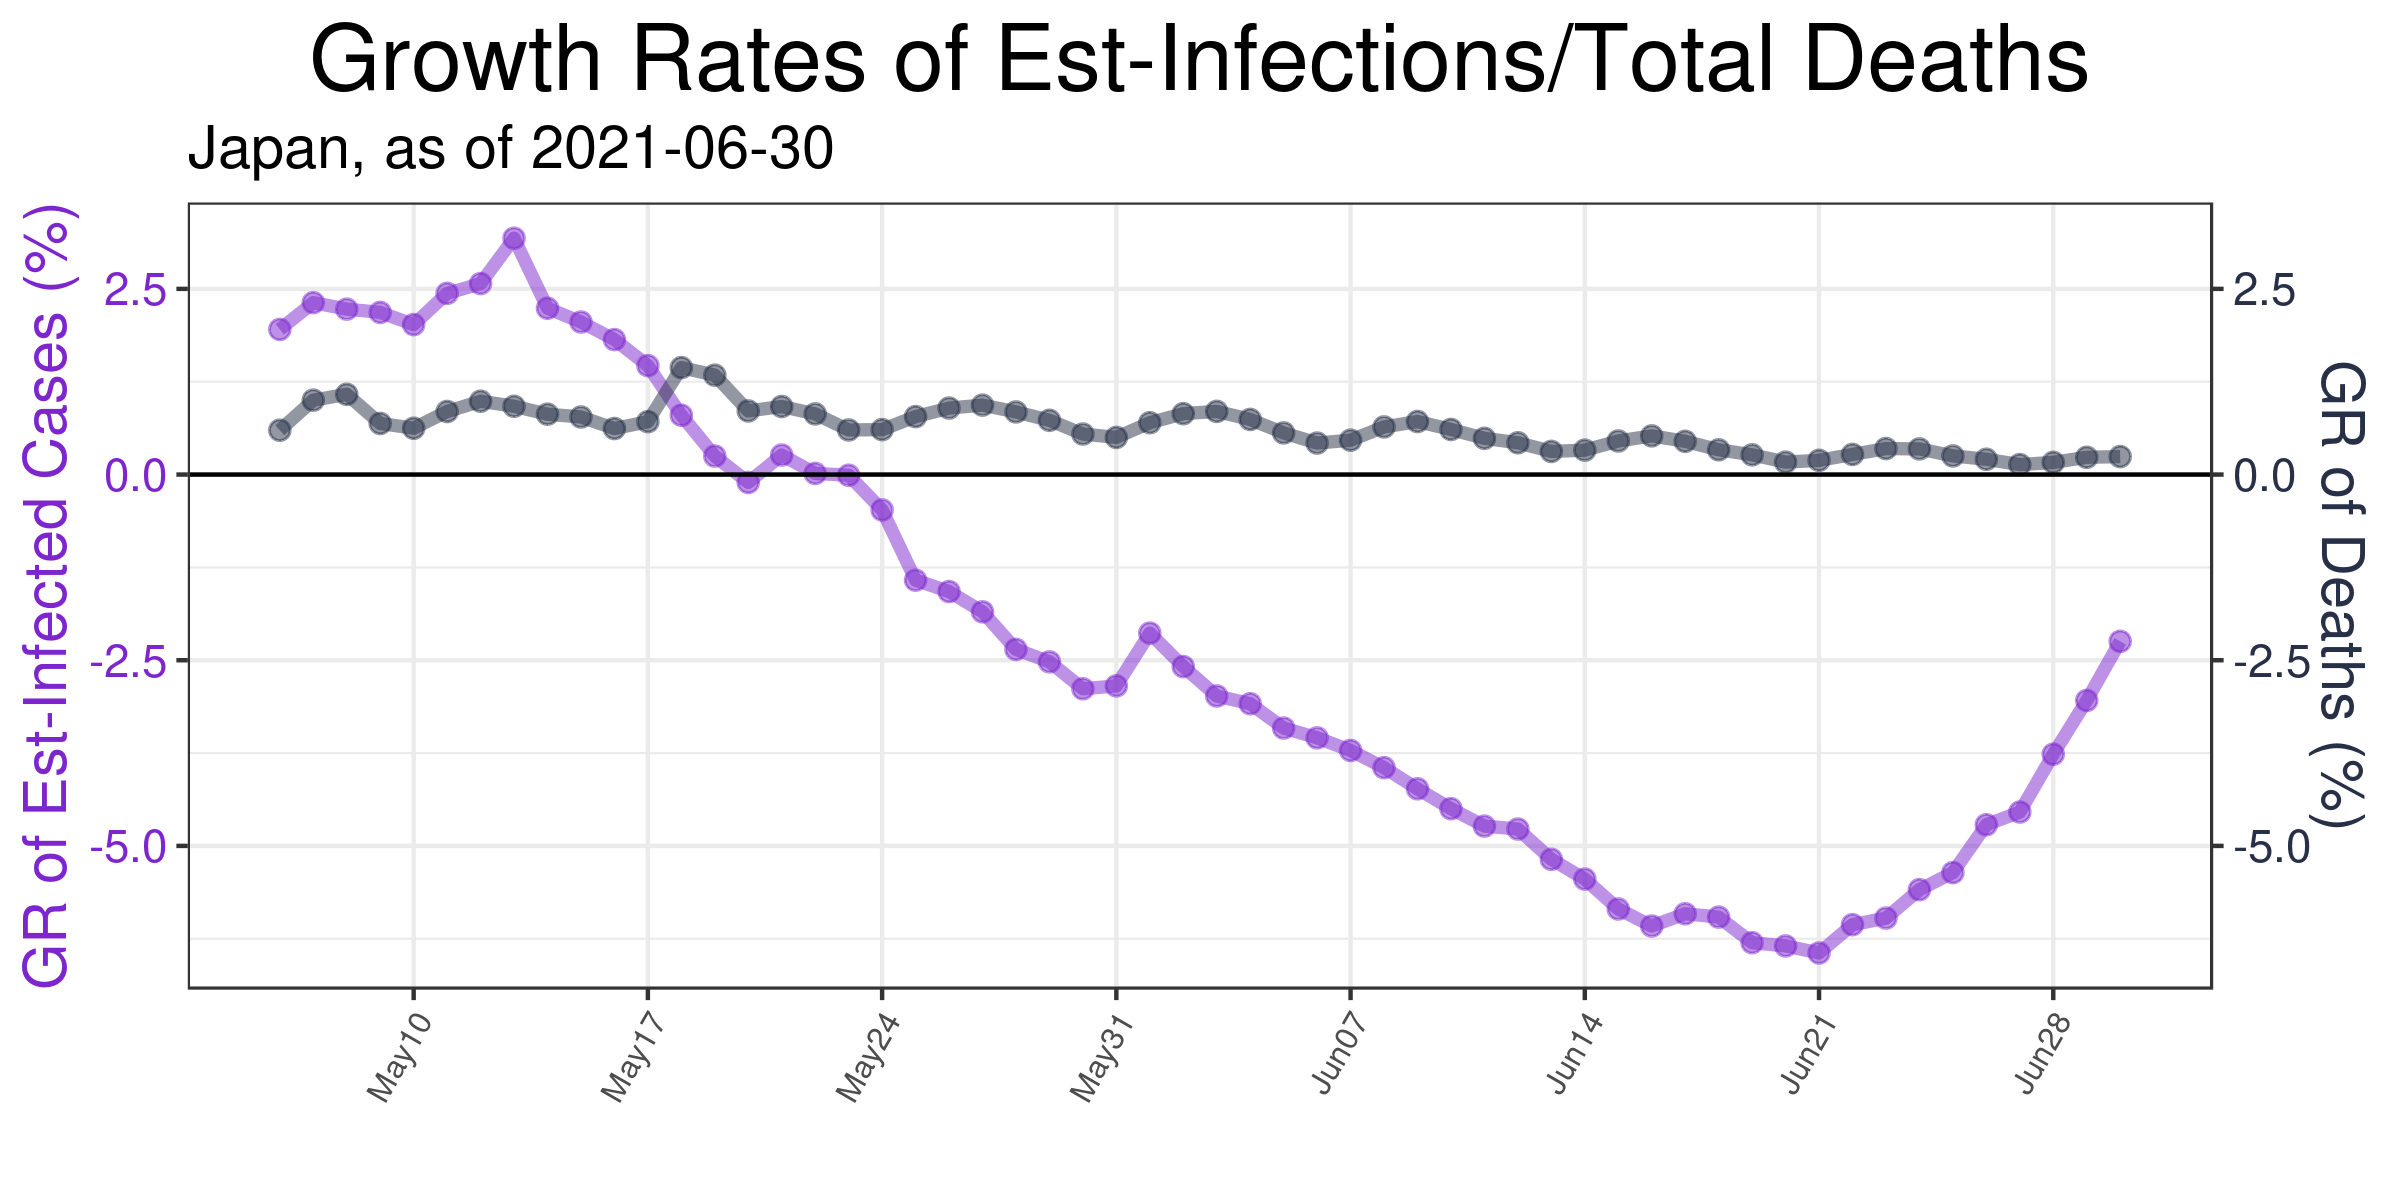 Growth Rates of Est-Infections/Total Deaths
Japan, as of 2021-06-30
GR of Est-Infected Cases (%)
2.5
0.0
-2.5
-5.0
2.5
0.0
-2.5
-5.0
GR of Deaths (%)
May10
May17
May24
May31
Jun07
Jun14
Jun21
Jun28